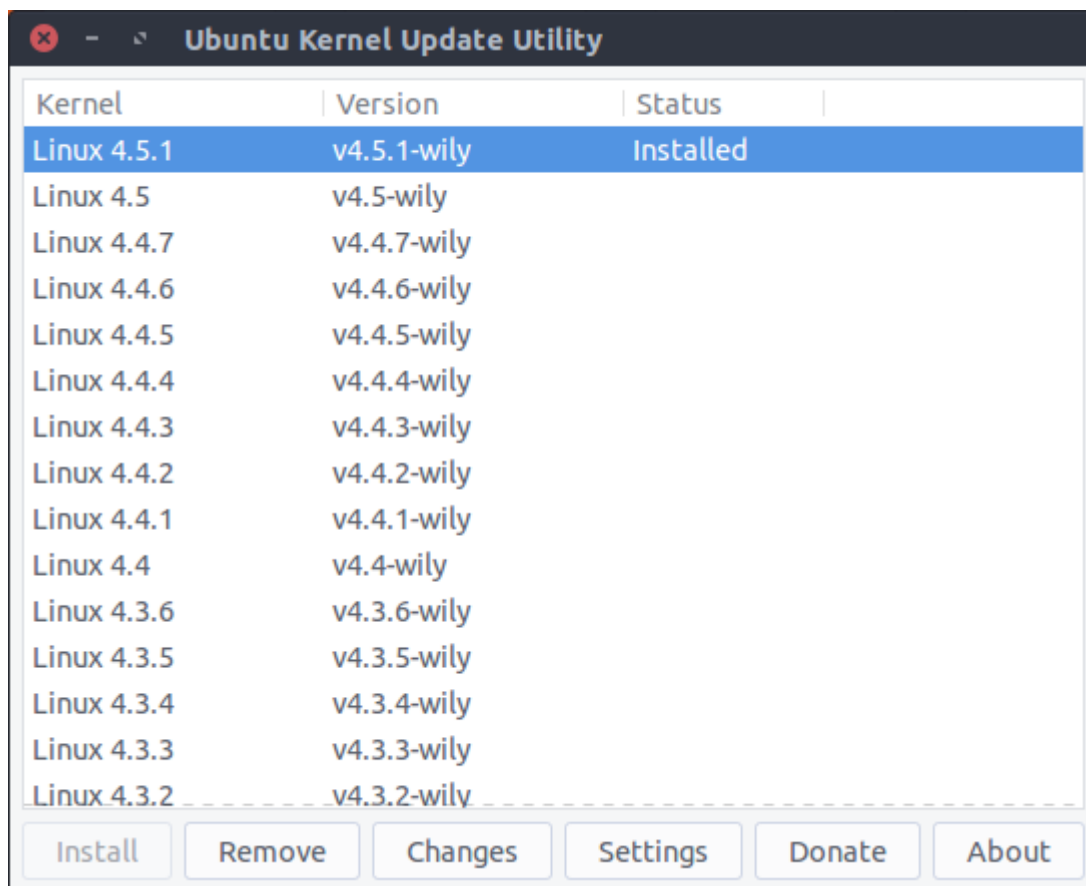 Ubuntu Kernel Update Utility
Kernel Version Status
Linux 4.5.1 v4.5.1-wily Installed
Linux 4.5 v4.5-wily
Linux 4.4.7 v4.4.7-wily
Linux 4.4.6 v4.4.6-wily
Linux 4.4.5 v4.4.5-wily
Linux 4.4.4 v4.4.4-wily
Linux 4.4.3 v4.4.3-wily
Linux 4.4.2 v4.4.2-wily
Linux 4.4.1 v4.4.1-wily
Linux 4.4 v4.4-wily
Linux 4.3.6 v4.3.6-wily
Linux 4.3.5 v4.3.5-wily
Linux 4.3.4 v4.3.4-wily
Linux 4.3.3 v4.3.3-wily
Linux 4.3.2 v4.3.2-wily
Install Remove Changes Settings Donate About